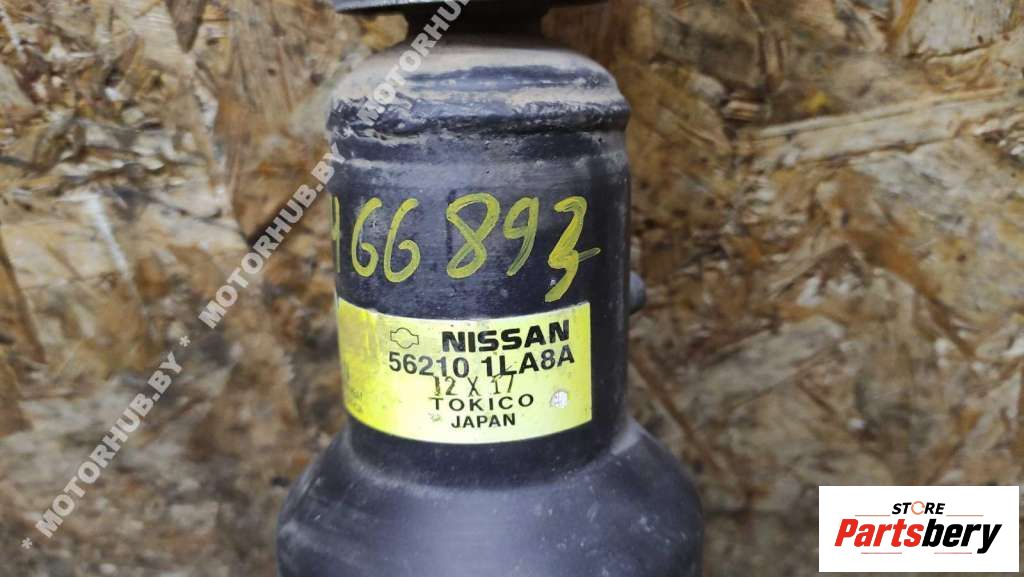 466893
NISSAN
56210 1LA8A
12 X 17
TOKICO
JAPAN
* MOTORHUB.BY * MOTORHUB.BY * MOTORHUB.BY
STORE
Partsbery